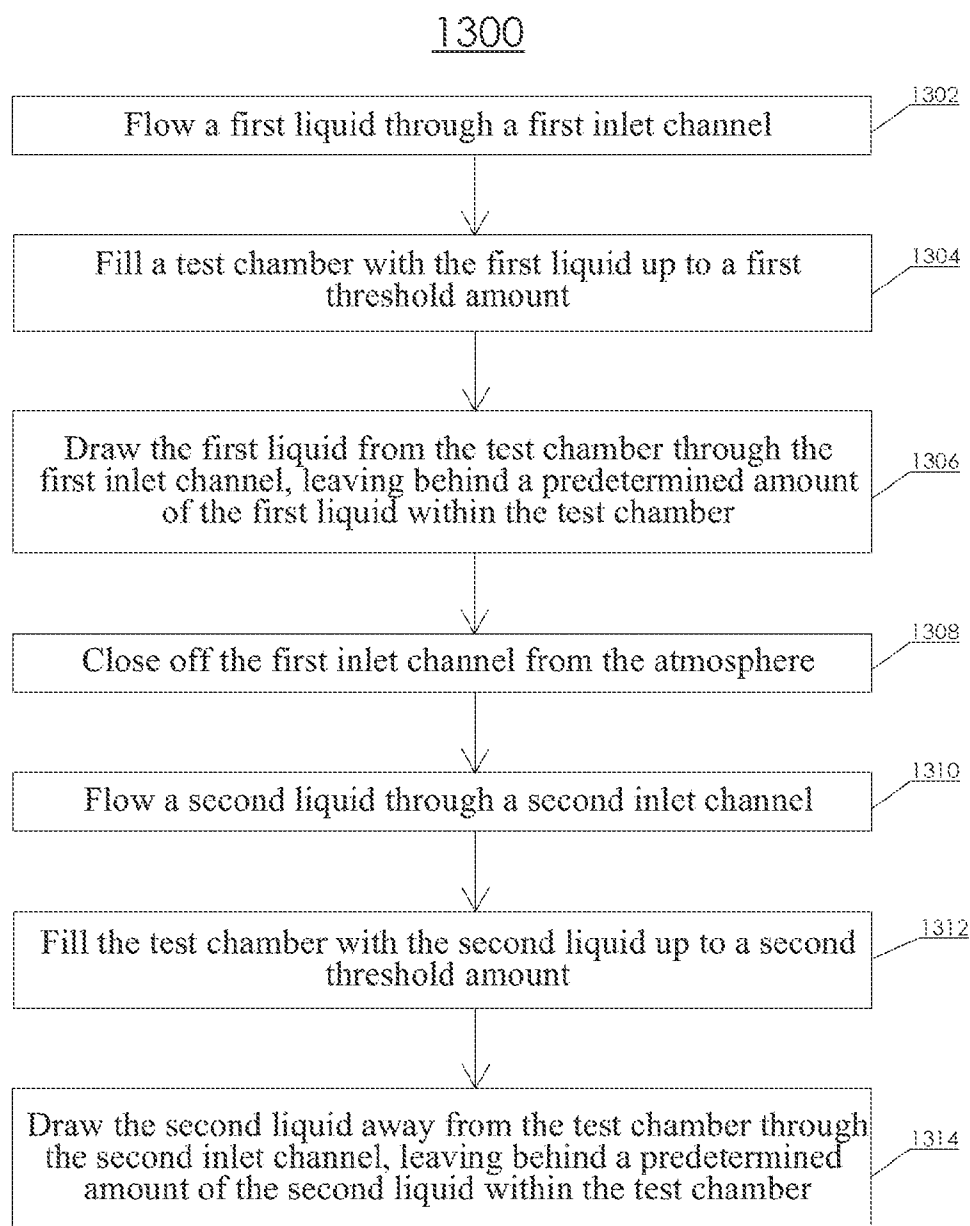 1300
1302
Flow a first liquid through a first inlet channel
1304
Fill a test chamber with the first liquid up to a first
threshold amount
1306
Draw the first liquid from the test chamber through the
first inlet channel, leaving behind a predetermined amount
of the first liquid within the test chamber
1308
Close off the first inlet channel from the atmosphere
1310
Flow a second liquid through a second inlet channel
1312
Fill the test chamber with the second liquid up to a second
threshold amount
1314
Draw the second liquid away from the test chamber through
the second inlet channel, leaving behind a predetermined
amount of the second liquid within the test chamber